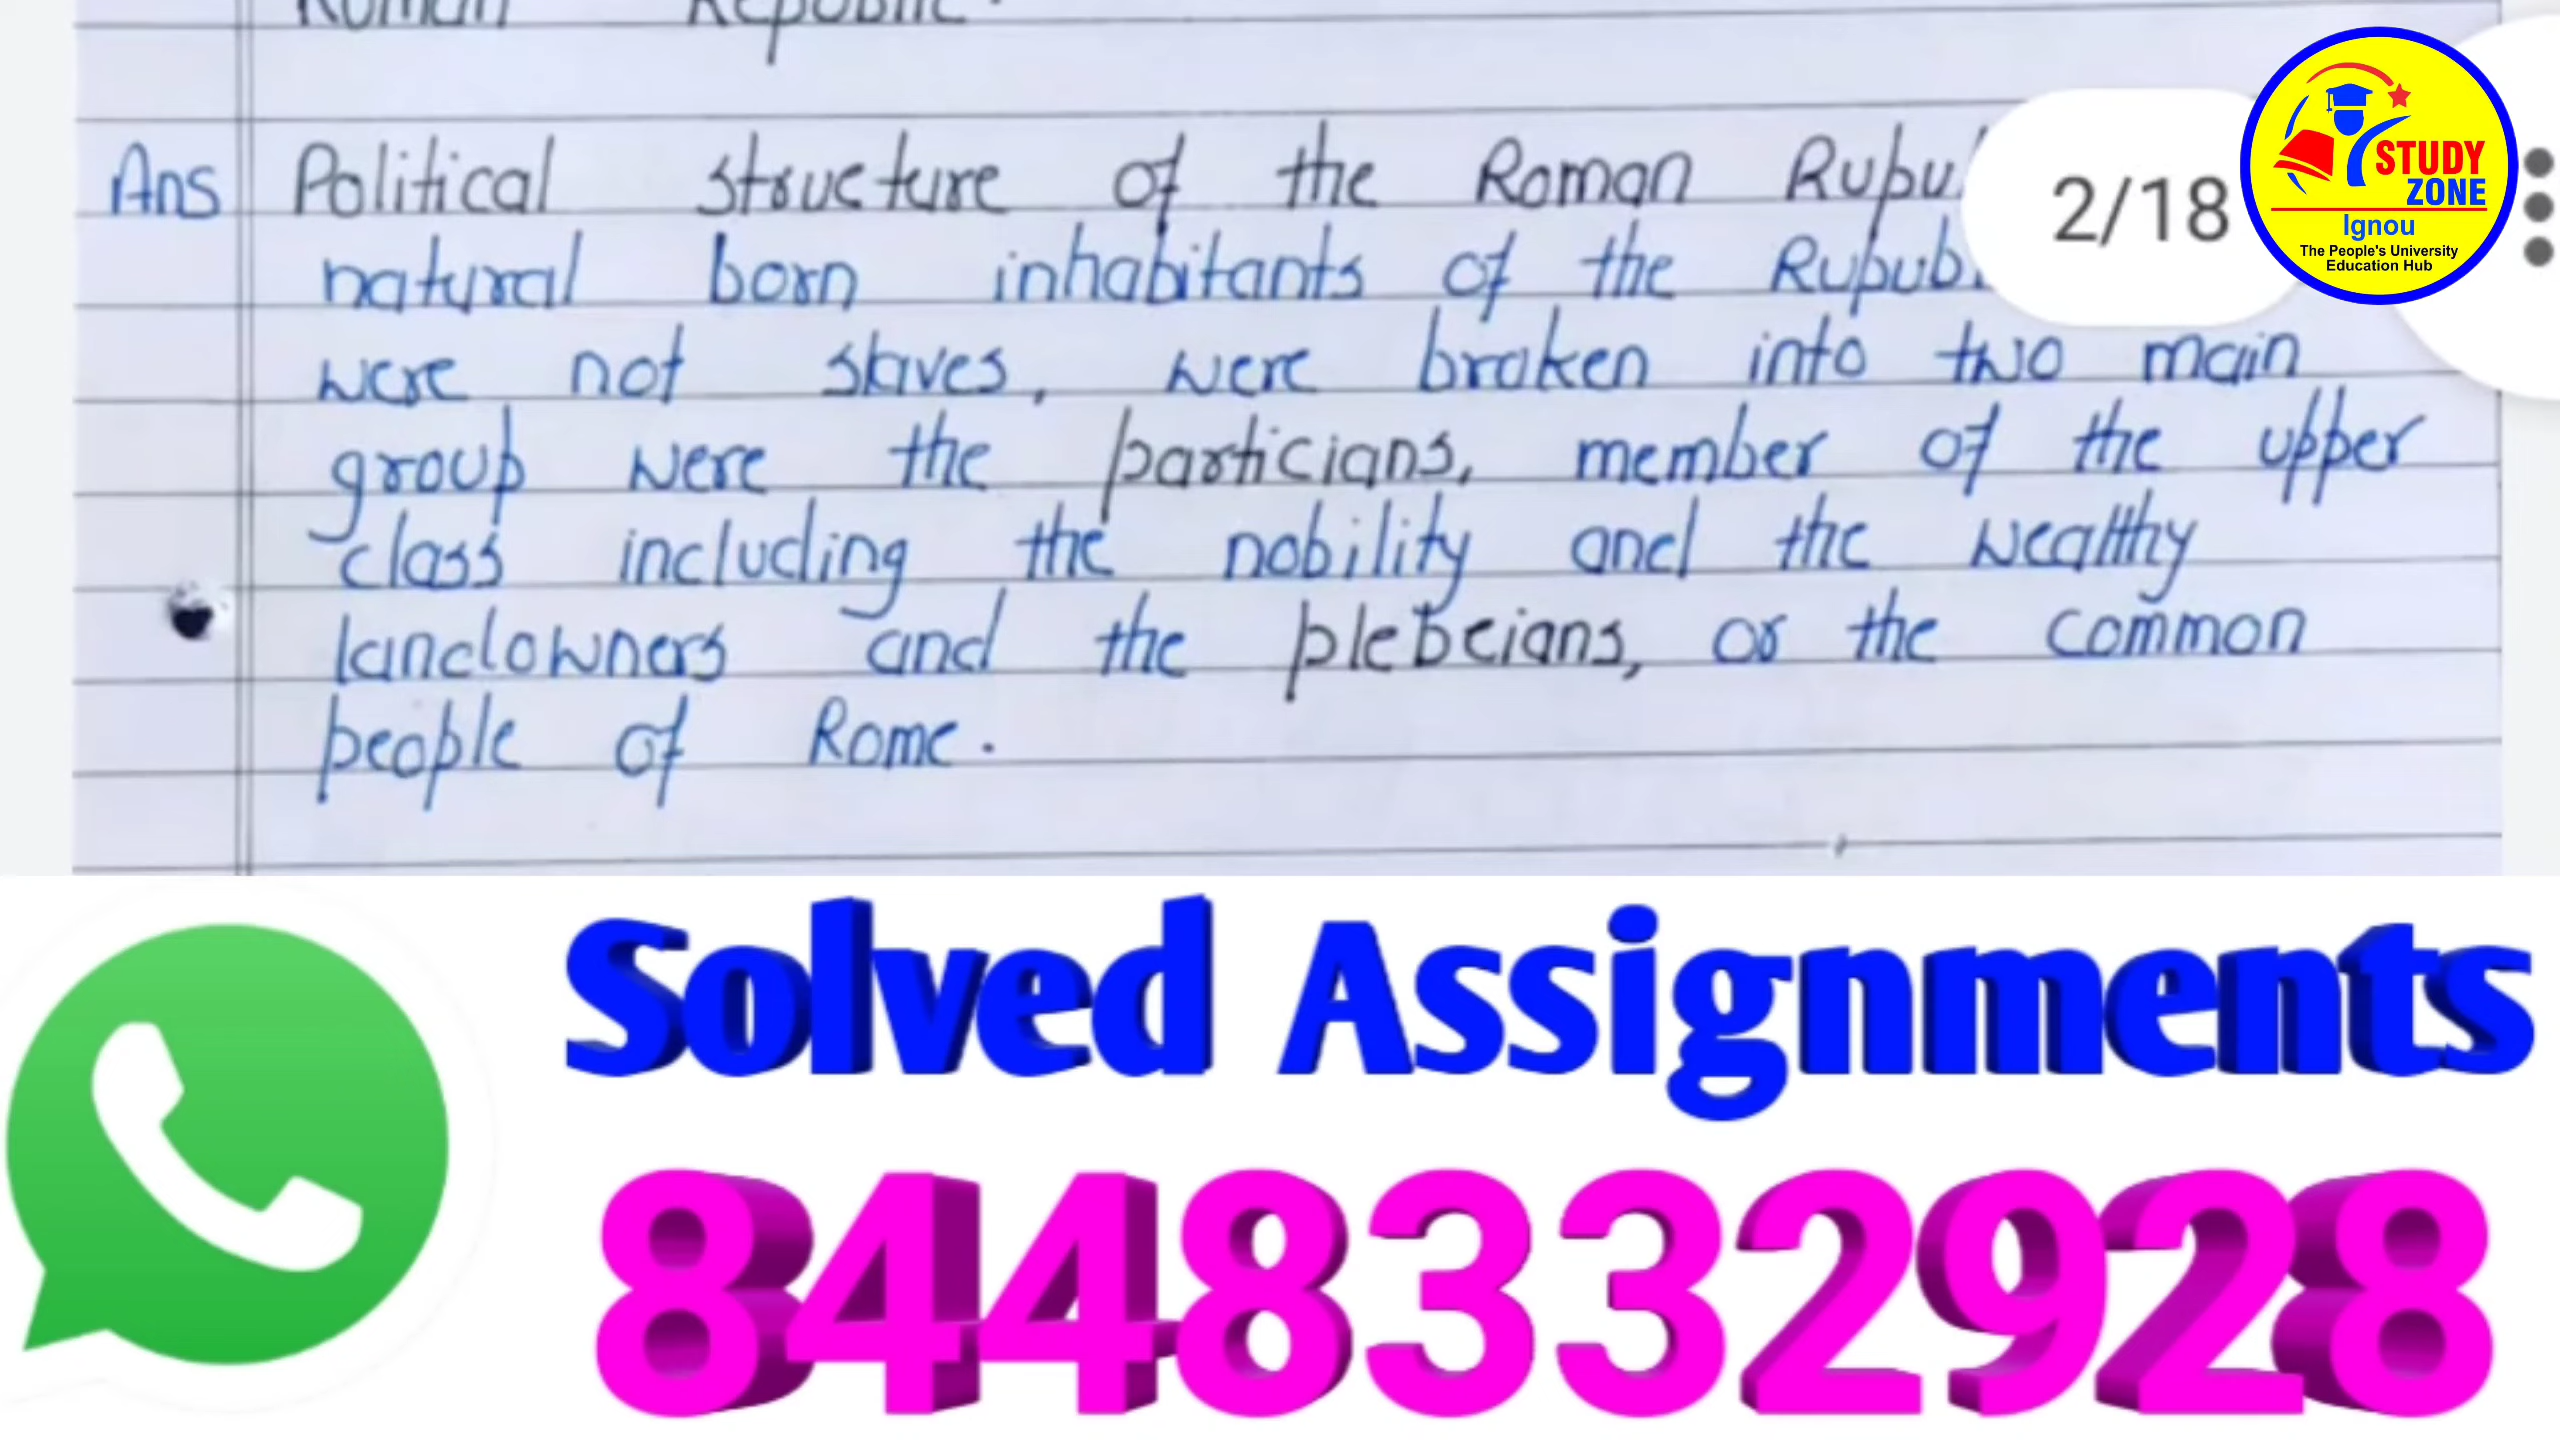 Roman Republic.
Ans Political structure of the Roman
natural born inhabitants of the
were not slaves, were broken into two main
group were the particians, member of the upper
class including the nobility and the wealthy
landowners and the plebeians, or the common
people of Rome.
2/18
STUDY
ZONE
Ignou
The People's University
Education Hub
Solved Assignments
8448332928